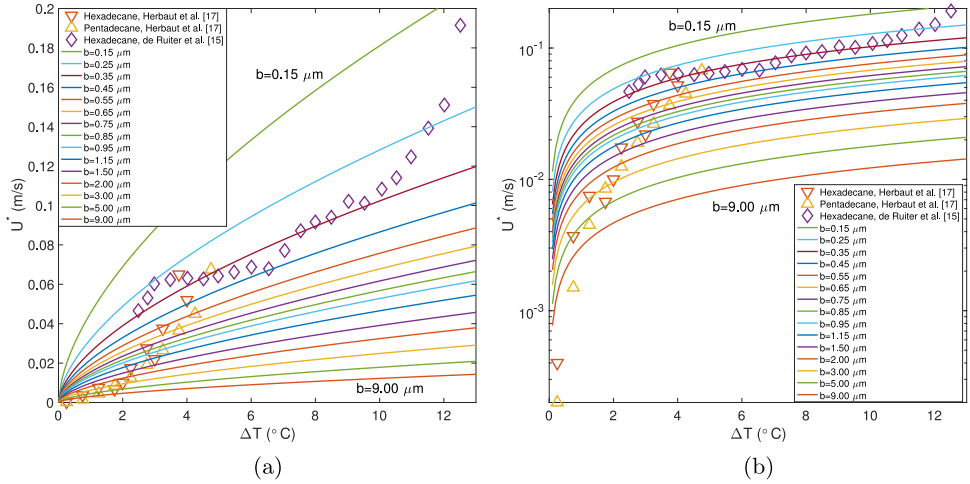 0.2
0.18
0.16
0.14
0.12
0.1
0.08
0.06
0.04
0.02
0
U* (m/s)
Hexadecane, Herbaut et al. [17]
Pentadecane, Herbaut et al. [17]
Hexadecane, de Ruiter et al. [15]
b=0.15 μm
b=0.25 μm
b=0.35 μm
b=0.45 μm
b=0.55 μm
b=0.65 μm
b=0.75 μm
b=0.85 μm
b=0.95 μm
b=1.15 μm
b=1.50 μm
b=2.00 μm
b=3.00 μm
b=5.00 μm
b=9.00 μm
b=0.15 μm
b=9.00 μm
0 2 4 6 8 10 12
ΔT (°C)
(a)
10⁻¹
10⁻²
10⁻³
U* (m/s)
b=0.15 μm
b=9.00 μm
Hexadecane, Herbaut et al. [17]
Pentadecane, Herbaut et al. [17]
Hexadecane, de Ruiter et al. [15]
b=0.15 μm
b=0.25 μm
b=0.35 μm
b=0.45 μm
b=0.55 μm
b=0.65 μm
b=0.75 μm
b=0.85 μm
b=0.95 μm
b=1.15 μm
b=1.50 μm
b=2.00 μm
b=3.00 μm
b=5.00 μm
b=9.00 μm
0 2 4 6 8 10 12
ΔT (°C)
(b)